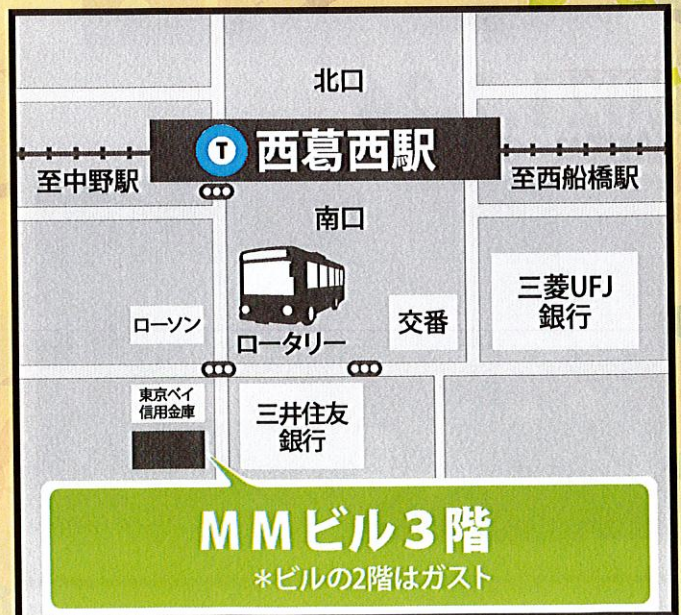 北口
T 西葛西駅
至中野駅
至西船橋駅
南口
三菱UFJ
銀行
ローソン
ロータリー
交番
東京ベイ
信用金庫
三井住友
銀行
MMビル3階
*ビルの2階はガスト